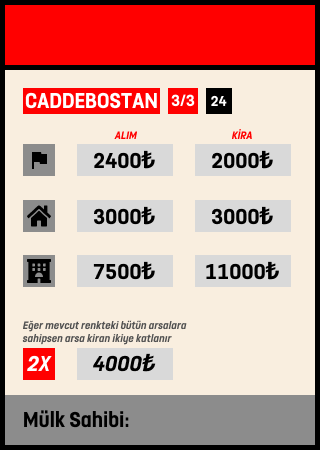 CADDEBOSTAN 3/3 24
ALIM KİRA
2400₺ 2000₺
3000₺ 3000₺
7500₺ 11000₺
Eğer mevcut renkteki bütün arsalara
sahipsen arsa kiran ikiye katlanır
2X 4000₺
Mülk Sahibi: